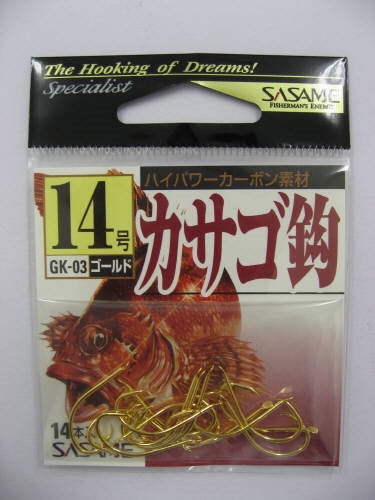 The Hooking of Dreams!
Specialist
SASAME
FISHERMAN'S ENERGY
14号
GK-03 ゴールド
ハイパワーカーボン素材
カサゴ鈎
14本
SASAME